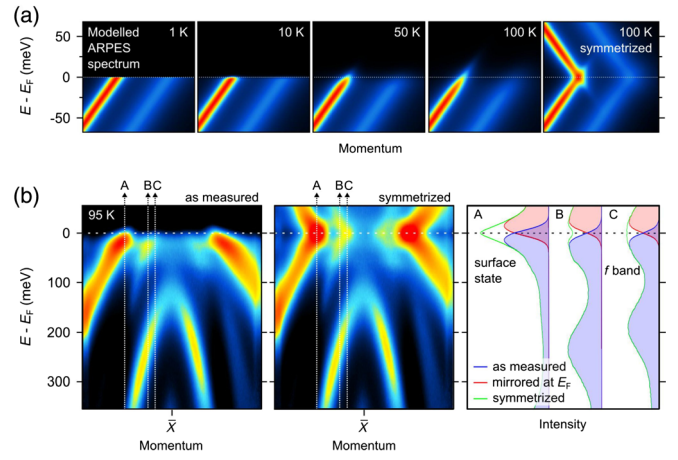 (a)
Modelled
ARPES
spectrum
1 K
10 K
50 K
100 K
100 K
symmetrized
E - EF (meV)
50
0
-50
Momentum
(b)
A
B C
as measured
95 K
A
B C
symmetrized
A
B
C
surface
state
f band
as measured
mirrored at EF
symmetrized
E - EF (meV)
0
100
200
300
X̄
Momentum
X̄
Momentum
Intensity